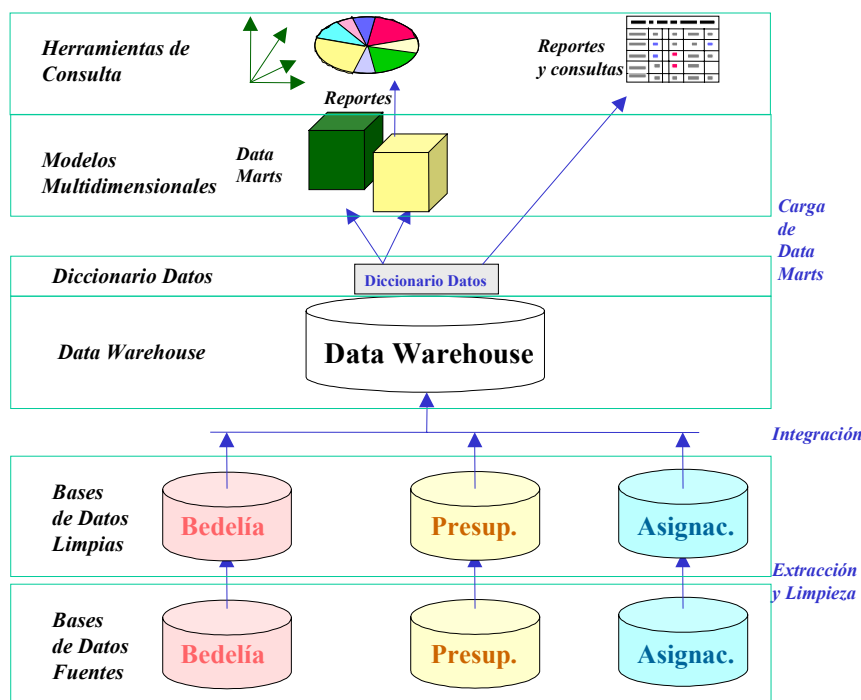 Herramientas de
Consulta
Reportes
Reportes
y consultas
Modelos
Multidimensionales
Data
Marts
Carga
de
Data
Marts
Diccionario Datos
Diccionario Datos
Data Warehouse
Data Warehouse
Integración
Bases
de Datos
Limpias
Bedelía
Presup.
Asignac.
Extracción
y Limpieza
Bases
de Datos
Fuentes
Bedelía
Presup.
Asignac.